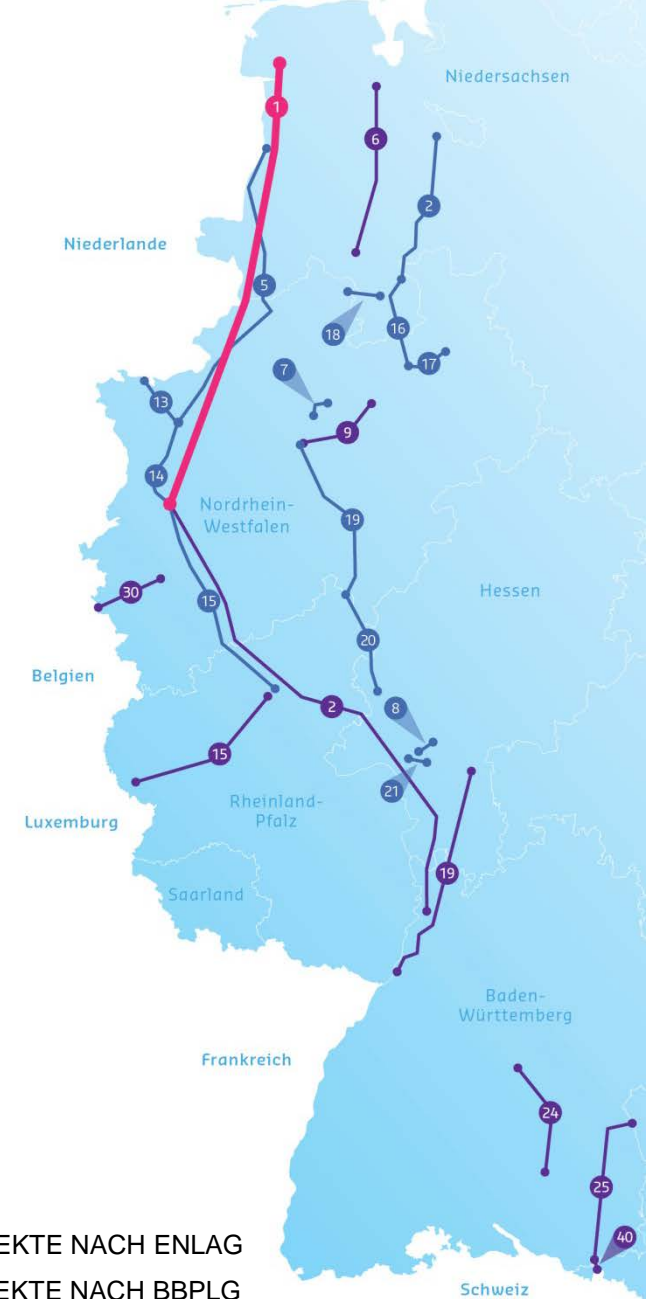 Niedersachsen
1
6
2
Niederlande
5
18
16
17
7
13
9
14
Nordrhein-
Westfalen
19
30
15
Hessen
20
Belgien
8
2
15
21
Rheinland-
Pfalz
Luxemburg
19
Saarland
Baden-
Württemberg
Frankreich
24
25
40
EKTE NACH ENLAG
EKTE NACH BBPLG
Schweiz